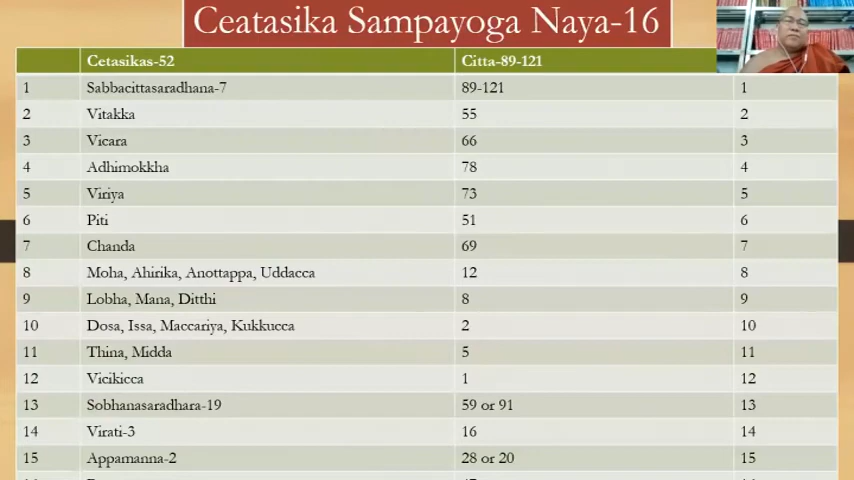 Ceatasika Sampayoga Naya-16
Cetasikas-52 Citta-89-121
1 Sabbacittasaradhana-7 89-121 1
2 Vitakka 55 2
3 Vicara 66 3
4 Adhimokkha 78 4
5 Viriya 73 5
6 Piti 51 6
7 Chanda 69 7
8 Moha, Ahirika, Anottappa, Uddacca 12 8
9 Lobha, Mana, Ditthi 8 9
10 Dosa, Issa, Maccariya, Kukkucca 2 10
11 Thina, Midda 5 11
12 Vicikicca 1 12
13 Sobhanasaradhara-19 59 or 91 13
14 Virati-3 16 14
15 Appamanna-2 28 or 20 15